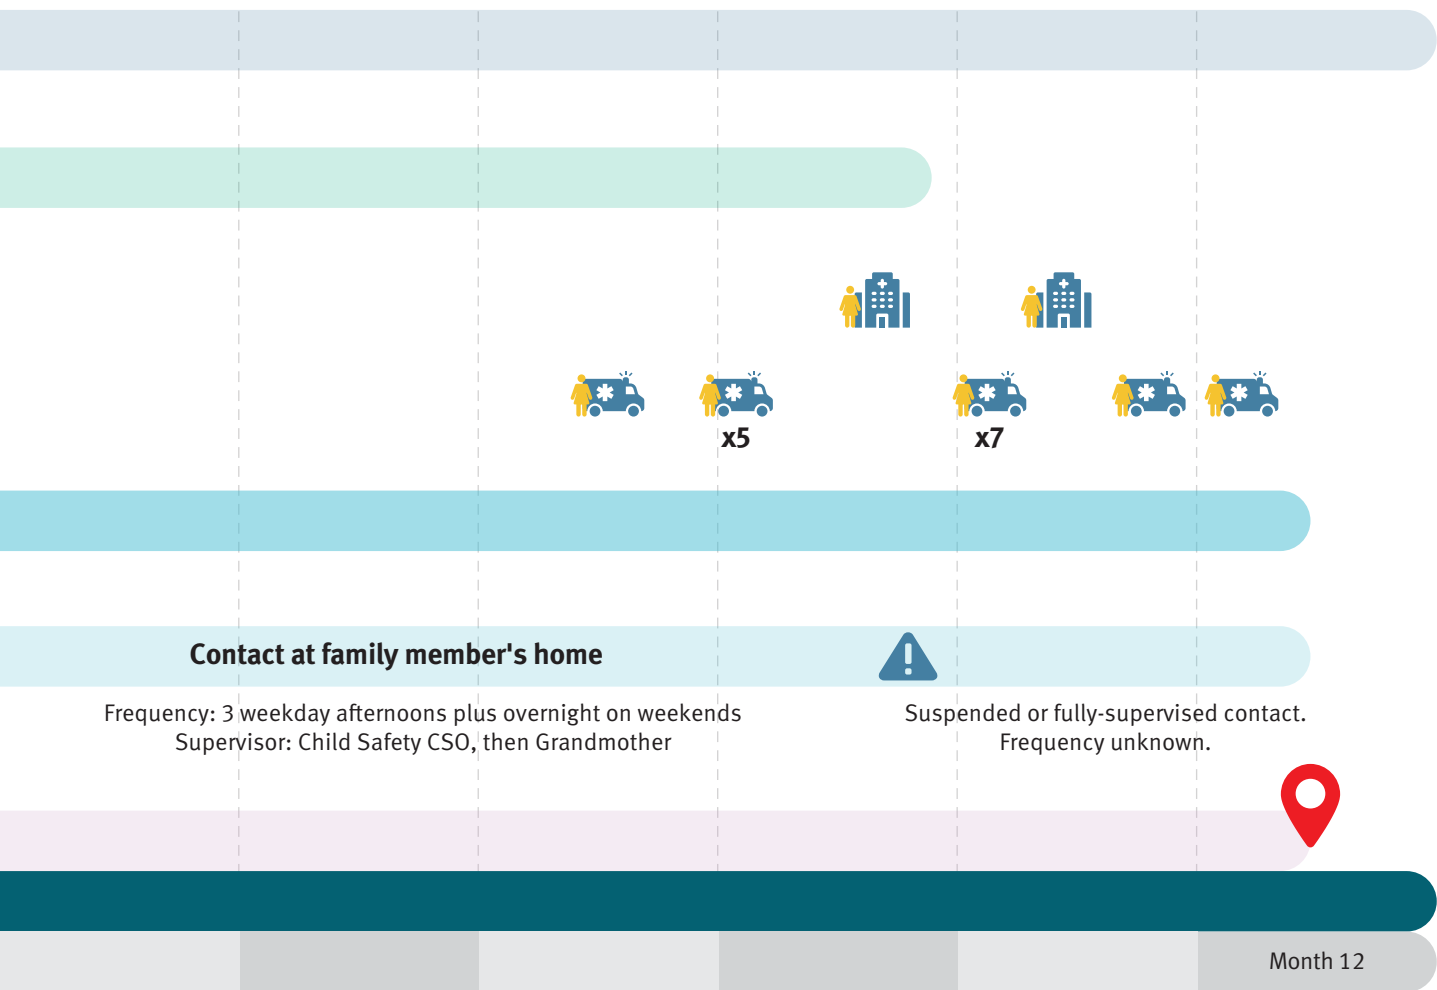 x5
x7
Contact at family member's home
Frequency: 3 weekday afternoons plus overnight on weekends
Supervisor: Child Safety CSO, then Grandmother
Suspended or fully-supervised contact.
Frequency unknown.
Month 12